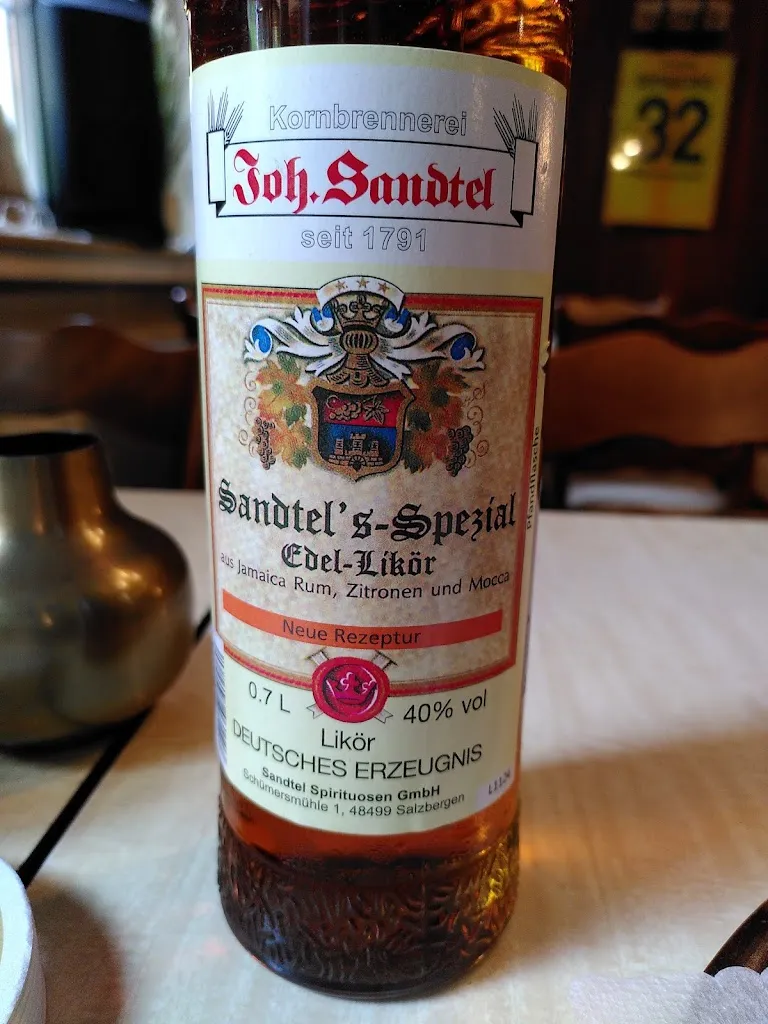 Kornbrennerei
Joh. Sandtel
seit 1791
Sandtel's-Spezial
Edel-Likör
aus Jamaica Rum, Zitronen und Mocca
Neue Rezeptur
0.7 L
40% vol
Likör
DEUTSCHES ERZEUGNIS
Sandtel Spirituosen GmbH
Schümersmühle 1, 48499 Salzbergen
Pfandflasche
32